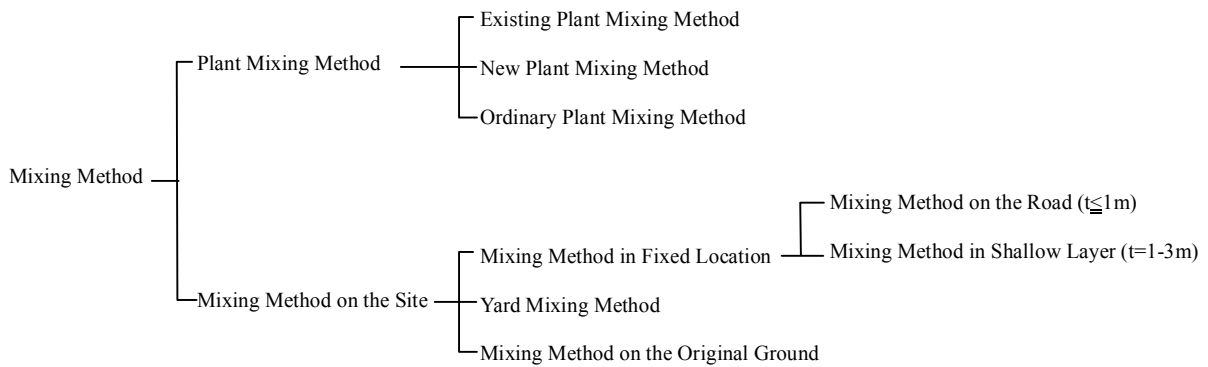 Existing Plant Mixing Method
Plant Mixing Method
New Plant Mixing Method
Ordinary Plant Mixing Method
Mixing Method
Mixing Method on the Road (t≦1m)
Mixing Method in Fixed Location
Mixing Method in Shallow Layer (t=1-3m)
Mixing Method on the Site
Yard Mixing Method
Mixing Method on the Original Ground